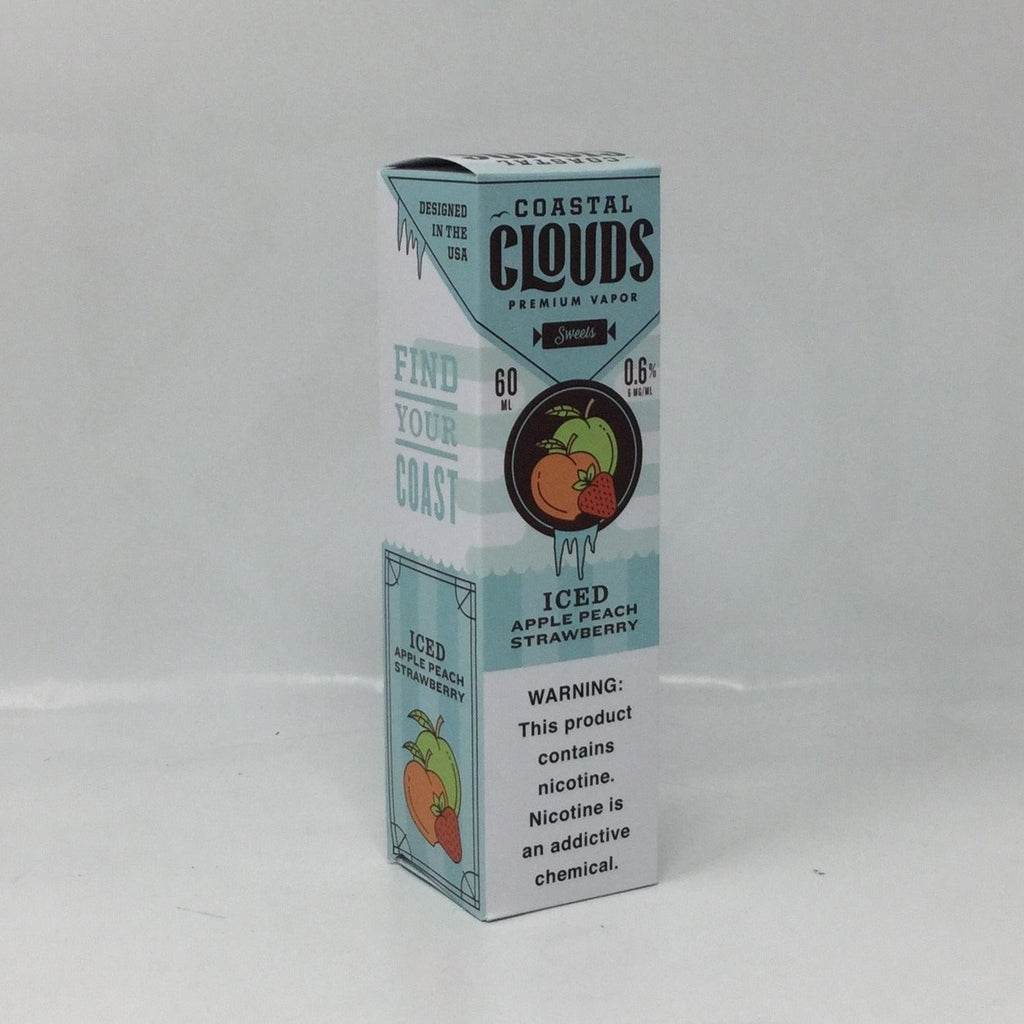 COASTAL
DESIGNED
IN THE
USA
COASTAL
CLOUDS
PREMIUM VAPOR
Sweets
60
ML
0.6%
6 MG/ML
FIND
YOUR
COAST
ICED
APPLE PEACH
STRAWBERRY
ICED
APPLE PEACH
STRAWBERRY
WARNING:
This product
contains
nicotine.
Nicotine is
an addictive
chemical.